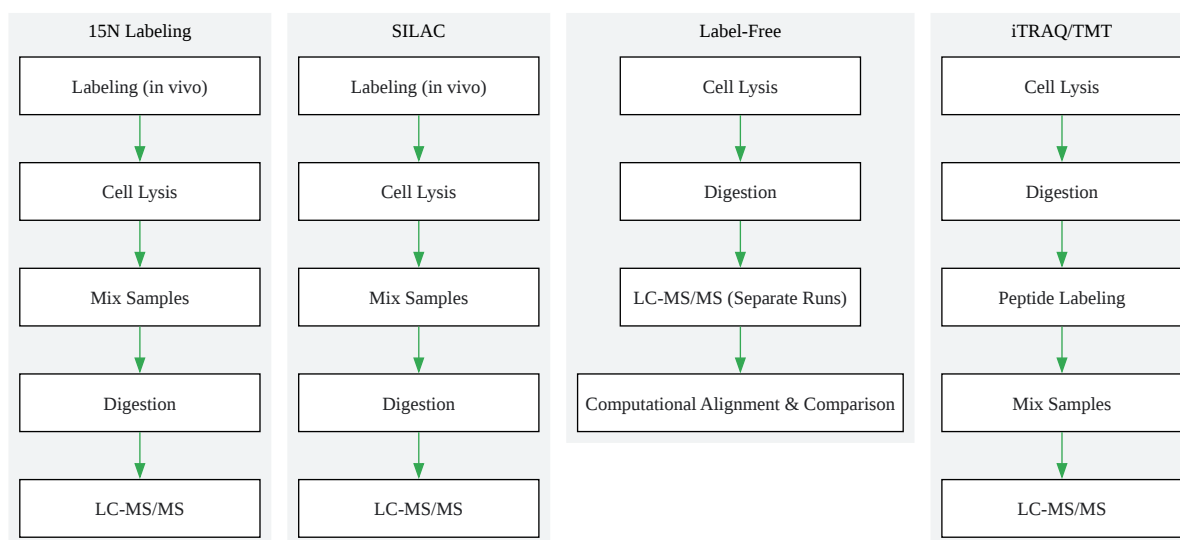 15N Labeling
Labeling (in vivo)
Cell Lysis
Mix Samples
Digestion
LC-MS/MS
SILAC
Labeling (in vivo)
Cell Lysis
Mix Samples
Digestion
LC-MS/MS
Label-Free
Cell Lysis
Digestion
LC-MS/MS (Separate Runs)
Computational Alignment & Comparison
iTRAQ/TMT
Cell Lysis
Digestion
Peptide Labeling
Mix Samples
LC-MS/MS